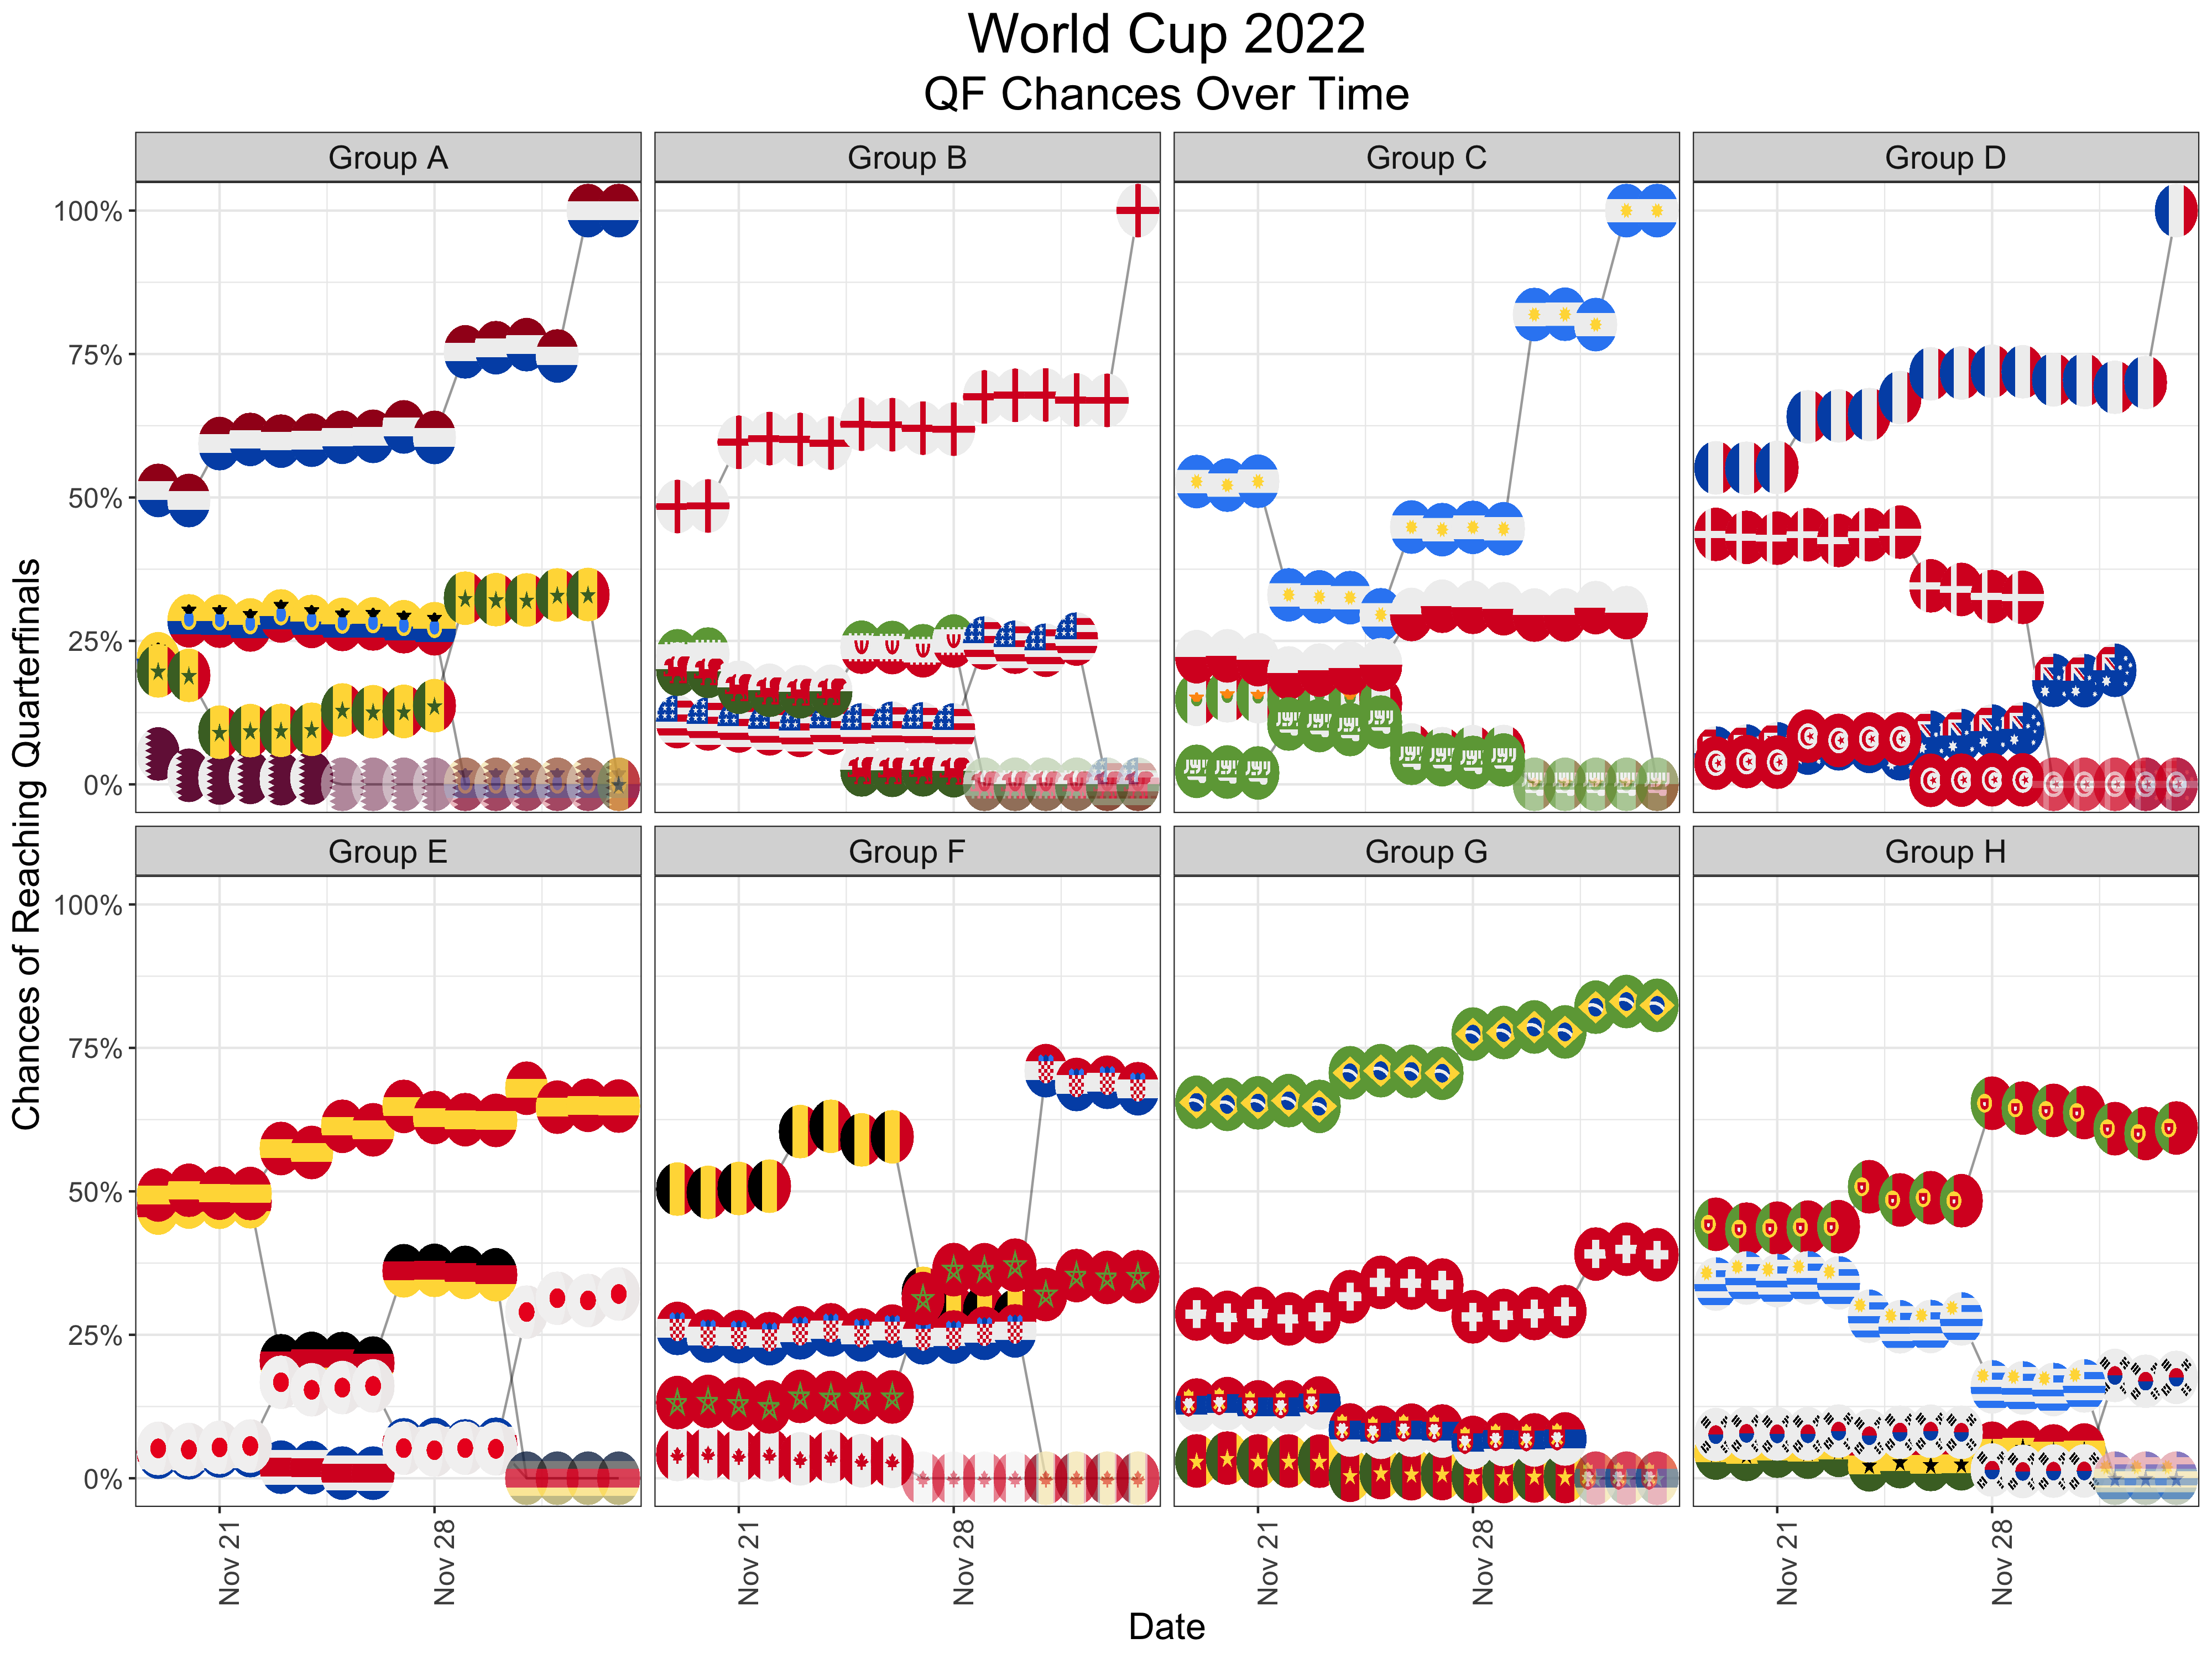 World Cup 2022
QF Chances Over Time
Group A
Group B
Group C
Group D
100%
75%
50%
25%
0%
Group E
Group F
Group G
Group H
100%
75%
50%
25%
0%
Chances of Reaching Quarterfinals
Nov 21
Nov 28
Nov 21
Nov 28
Nov 21
Nov 28
Nov 21
Nov 28
Date